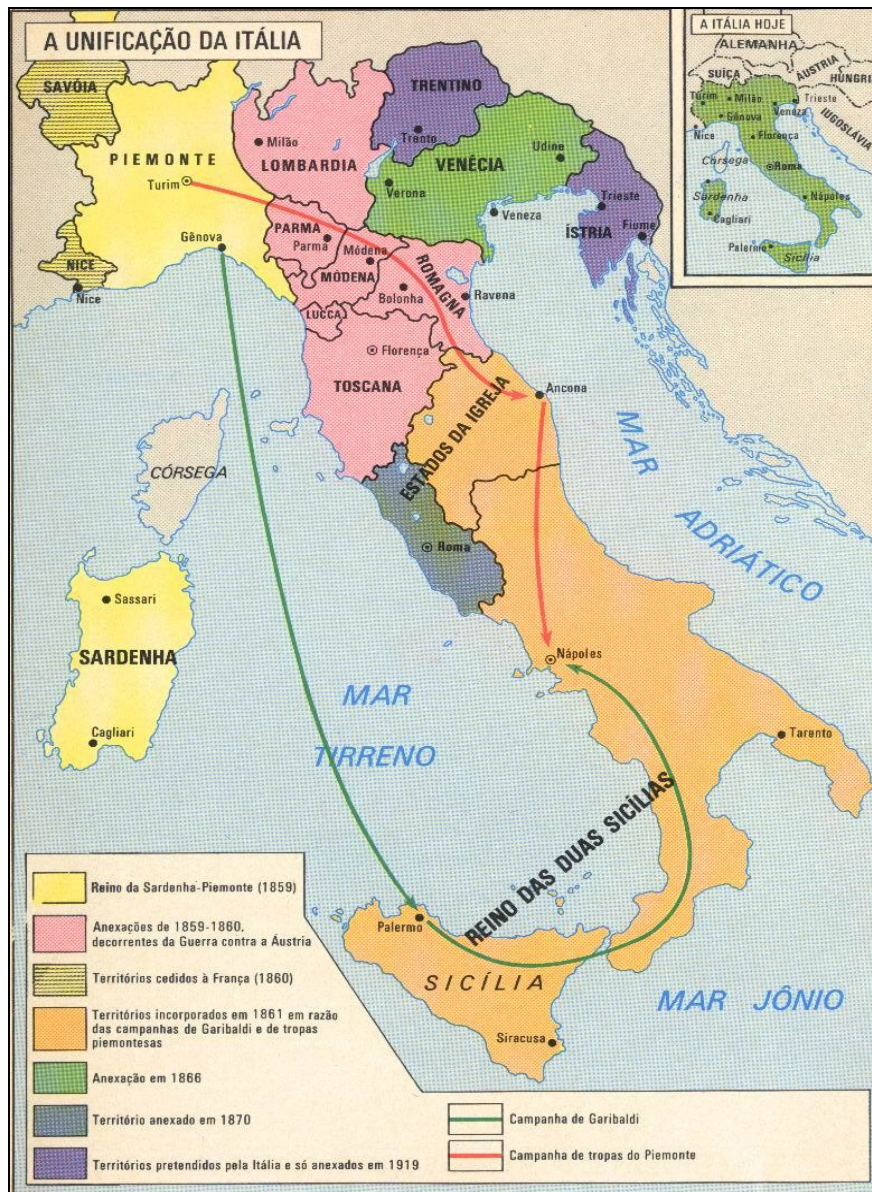 A UNIFICAÇÃO DA ITÁLIA
A ITÁLIA HOJE
ALEMANHA
SUÍÇA
ÁUSTRIA
HUNGRIA
Turim
Milão
Veneza
Trieste
Gênova
IUGOSLÁVIA
Nice
Florença
Córsega
Roma
Sardenha
Nápoles
Cagliari
Palermo
Sicília
SAVÓIA
TRENTINO
Trento
PIEMONTE
Milão
LOMBARDIA
VENÉCIA
Udine
Turim
Verona
Veneza
Trieste
ÍSTRIA
Fiume
PARMA
Parma
Módena
MÓDENA
ROMAGNA
Gênova
NICE
Nice
Bolonha
Ravena
LUCCA
Florença
TOSCANA
Ancona
ESTADOS DA IGREJA
MAR
ADRIÁTICO
CÓRSEGA
Roma
Sassari
SARDENHA
Cagliari
Nápoles
MAR
TIRRENO
Tarento
REINO DAS DUAS SICÍLIAS
Palermo
SICÍLIA
Siracusa
MAR JÔNIO
Reino da Sardenha-Piemonte (1859)
Anexações de 1859-1860,
decorrentes da Guerra contra a Áustria
Territórios cedidos à França (1860)
Territórios incorporados em 1861 em razão
das campanhas de Garibaldi e de tropas
piemontesas
Anexação em 1866
Território anexado em 1870
Territórios pretendidos pela Itália e só anexados em 1919
Campanha de Garibaldi
Campanha de tropas do Piemonte